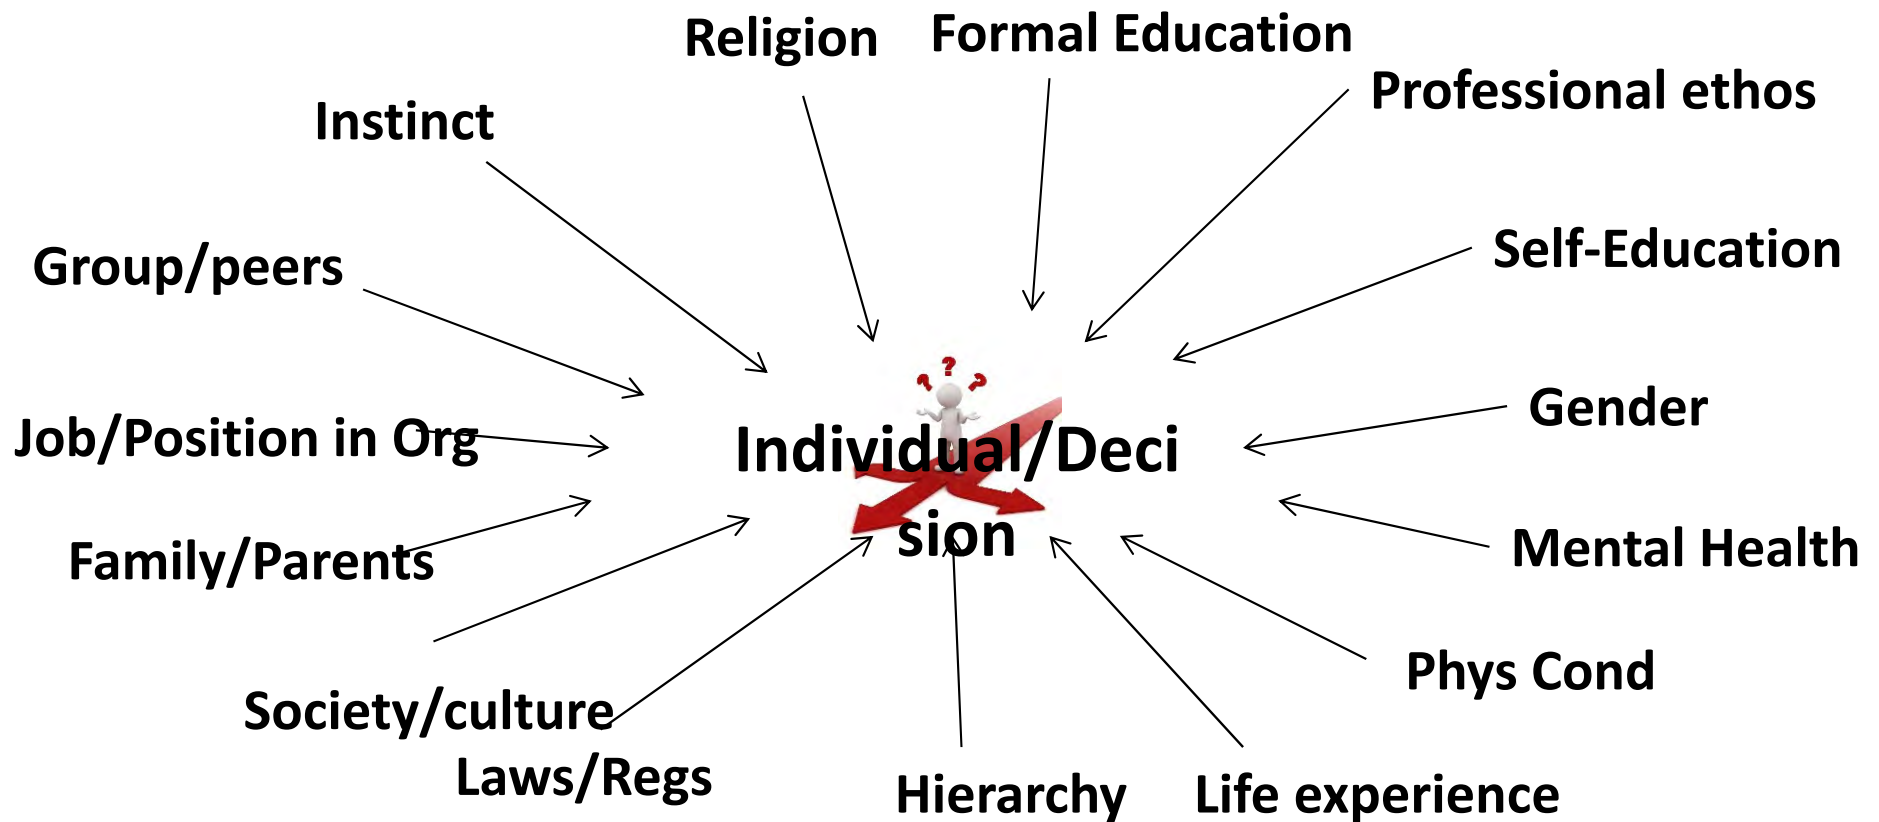 Religion
Formal Education
Professional ethos
Instinct
Group/peers
Self-Education
? ? ?
Job/Position in Org
Individual/Deci
sion
Gender
Family/Parents
Mental Health
Society/culture
Phys Cond
Laws/Regs
Hierarchy
Life experience